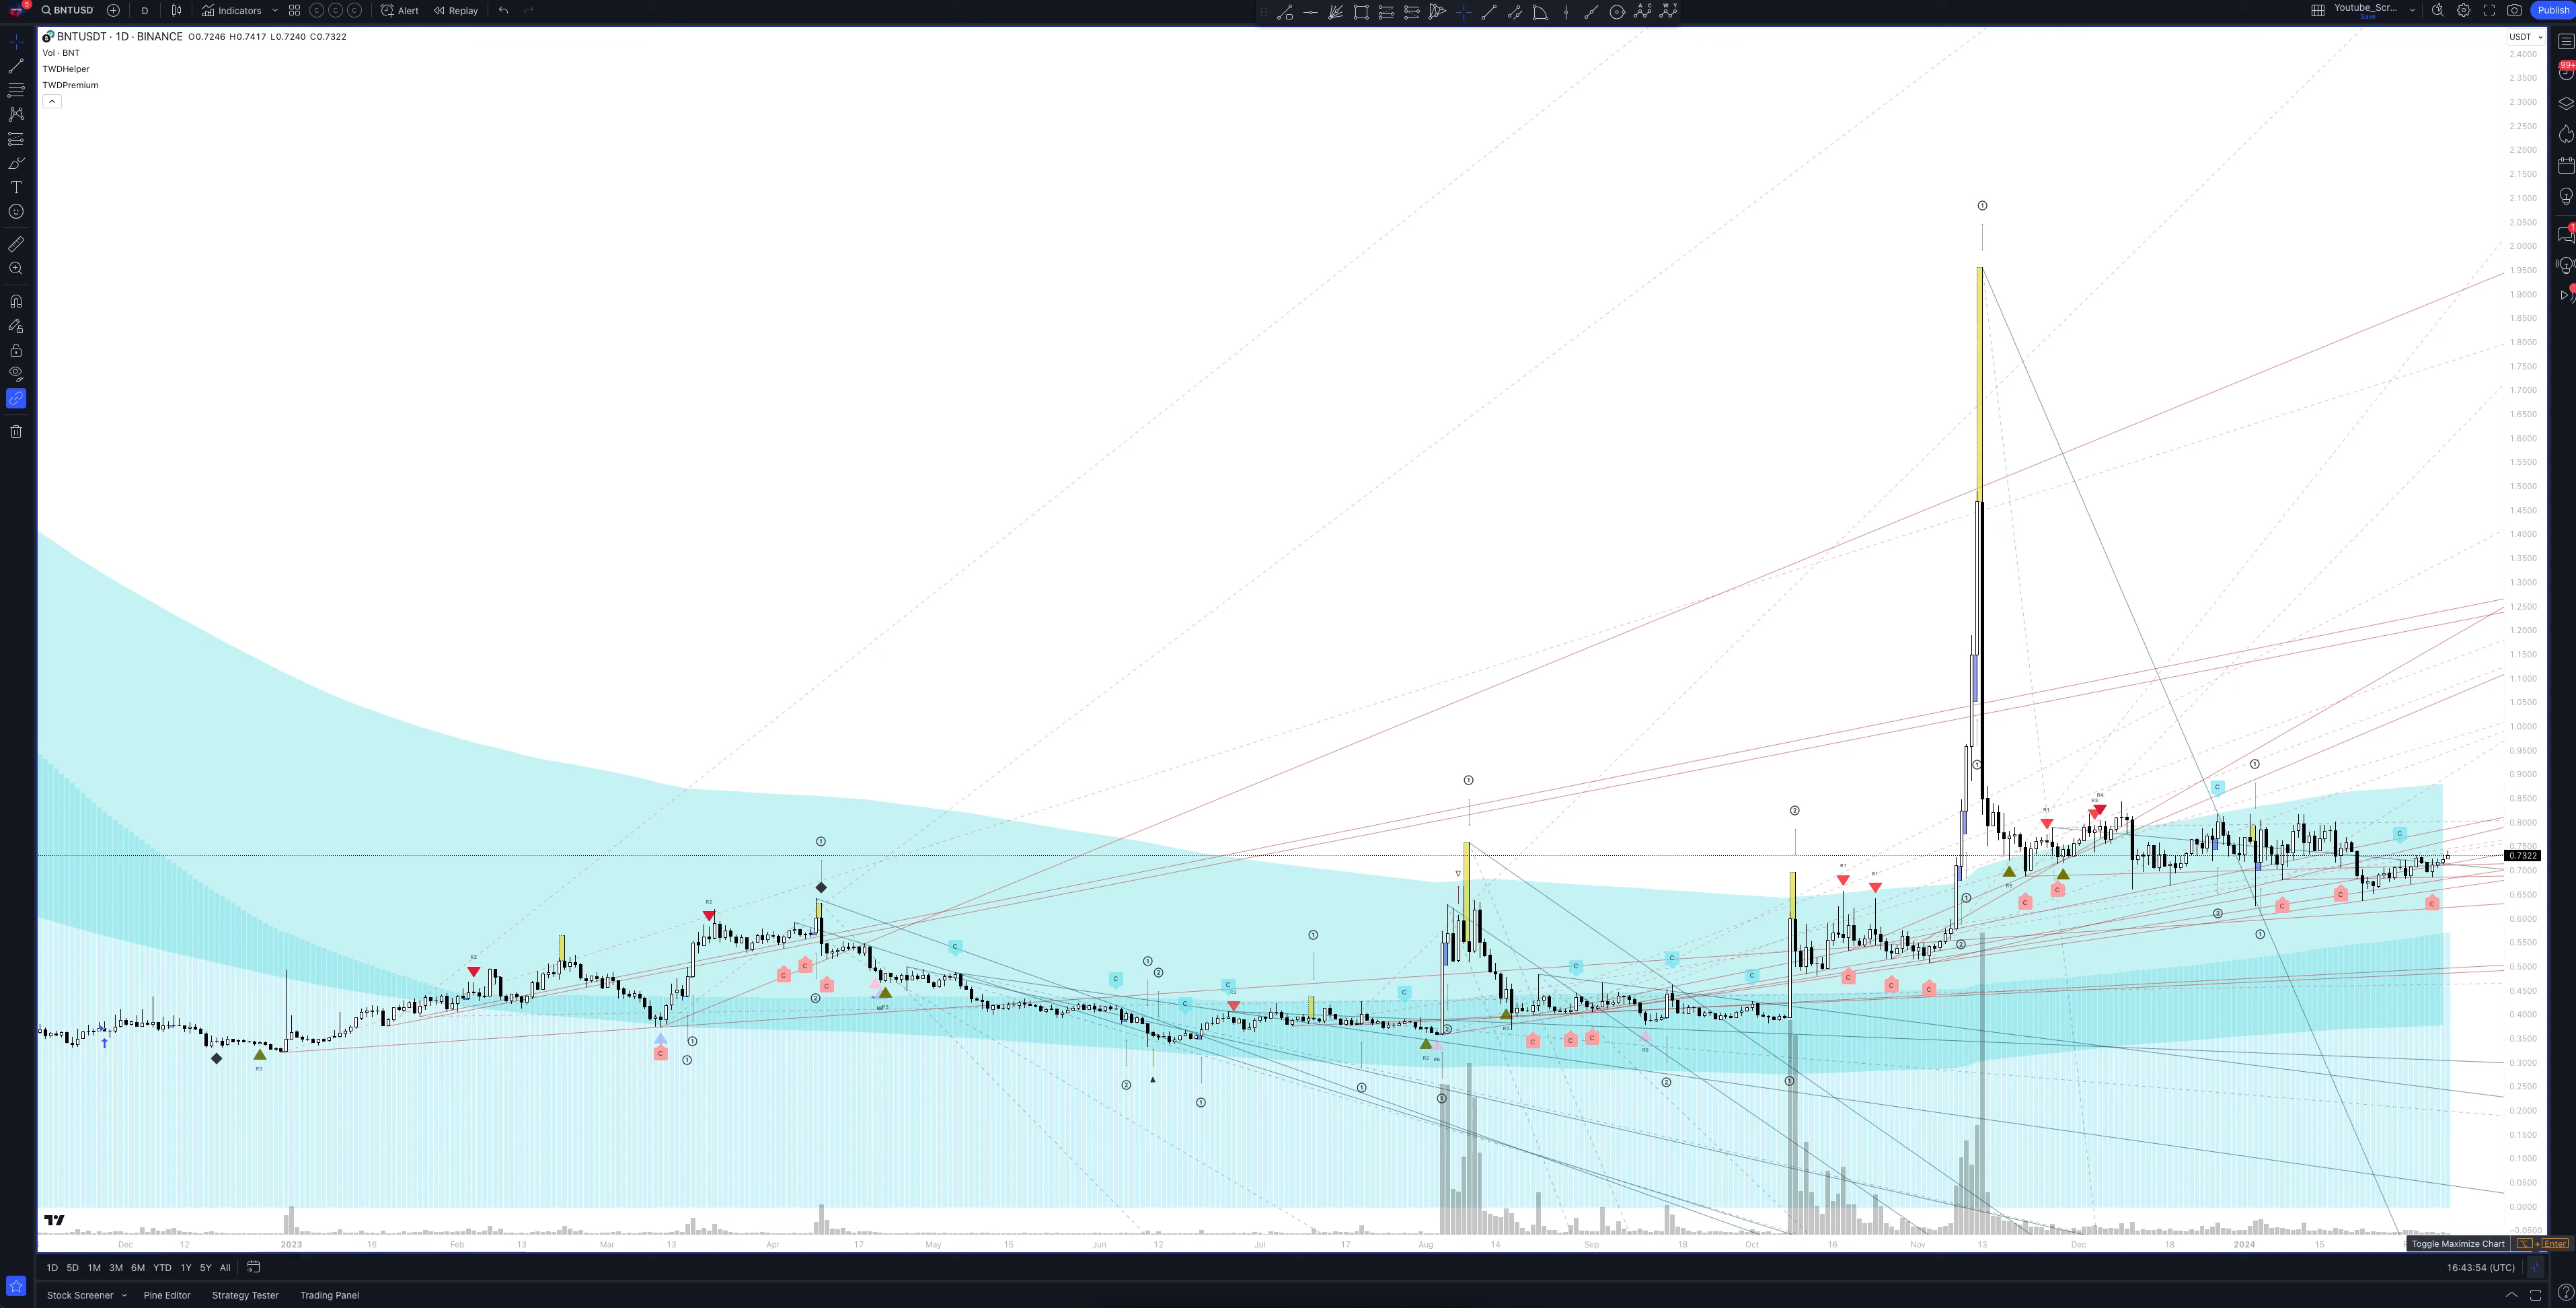 5
BNTUSD
D
Indicators
Alert
Replay
Youtube_Scr...
Save
Publish
BNTUSDT · 1D · BINANCE O0.7246 H0.7417 L0.7240 C0.7322
Vol · BNT
TWDHelper
TWDPremium
USDT
99+
2.4000
2.3500
2.3000
2.2500
2.2000
2.1500
2.1000
2.0500
2.0000
1.9500
1.9000
1.8500
1.8000
1.7500
1.7000
1.6500
1.6000
1.5500
1.5000
1.4500
1.4000
1.3500
1.3000
1.2500
1.2000
1.1500
1.1000
1.0500
1.0000
0.9500
0.9000
0.8500
0.8000
0.7500
0.7322
0.7000
0.6500
0.6000
0.5500
0.5000
0.4500
0.4000
0.3500
0.3000
0.2500
0.2000
0.1500
0.1000
0.0500
0.0000
−0.0500
Dec 12 2023 16 Feb 13 Mar 13 Apr 17 May 15 Jun 12 Jul 17 Aug 14 Sep 18 Oct 16 Nov 13 Dec 18 2024 15
Toggle Maximize Chart ⌥ + Enter
1D 5D 1M 3M 6M YTD 1Y 5Y All
16:43:54 (UTC)
Stock Screener Pine Editor Strategy Tester Trading Panel